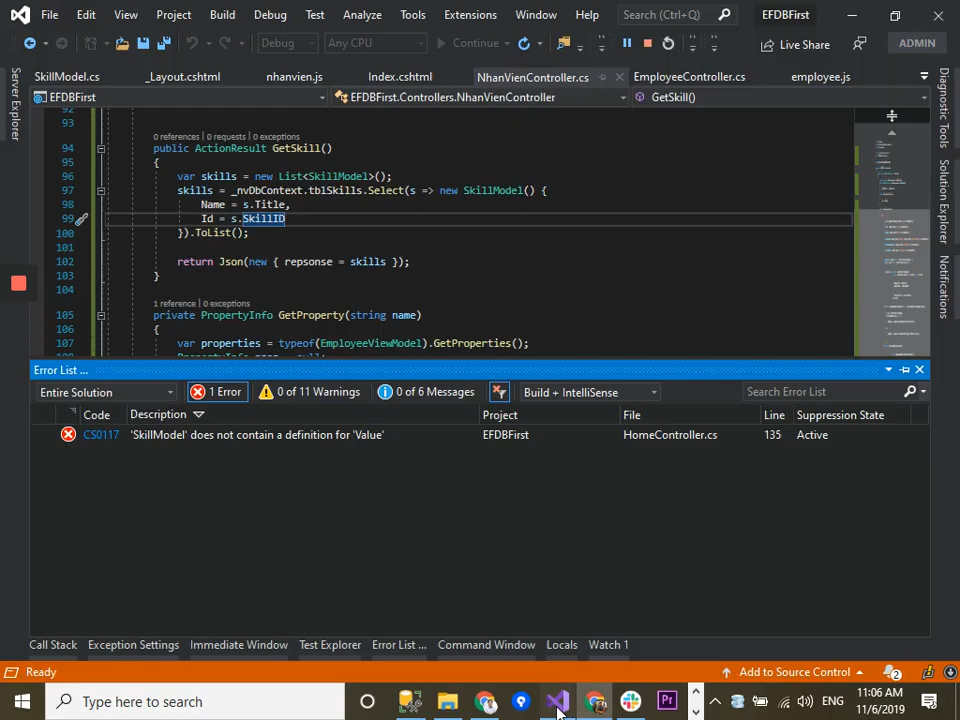 File Edit View Project Build Debug Test Analyze Tools Extensions Window Help Search (Ctrl+Q) EFDBFirst
Debug Any CPU Continue Live Share ADMIN
SkillModel.cs _Layout.cshtml nhanvien.js Index.cshtml NhanVienController.cs EmployeeController.cs employee.js
EFDBFirst EFDBFirst.Controllers.NhanVienController GetSkill()
Server Explorer
Diagnostic Tools
Solution Explorer
Notifications
92
93
0 references | 0 requests | 0 exceptions
94 public ActionResult GetSkill()
95 {
96 var skills = new List<SkillModel>();
97 skills = _nvDbContext.tblSkills.Select(s => new SkillModel() {
98 Name = s.Title,
99 Id = s.SkillID
100 }).ToList();
101
102 return Json(new { repsonse = skills });
103 }
104
1 reference | 0 exceptions
105 private PropertyInfo GetProperty(string name)
106 {
107 var properties = typeof(EmployeeViewModel).GetProperties();
Error List ...
Entire Solution 1 Error 0 of 11 Warnings 0 of 6 Messages Build + IntelliSense Search Error List
Code Description Project File Line Suppression State
CS0117 'SkillModel' does not contain a definition for 'Value' EFDBFirst HomeController.cs 135 Active
Call Stack Exception Settings Immediate Window Test Explorer Error List ... Command Window Locals Watch 1
Ready Add to Source Control 2
Type here to search Pr ENG 11:06 AM
11/6/2019